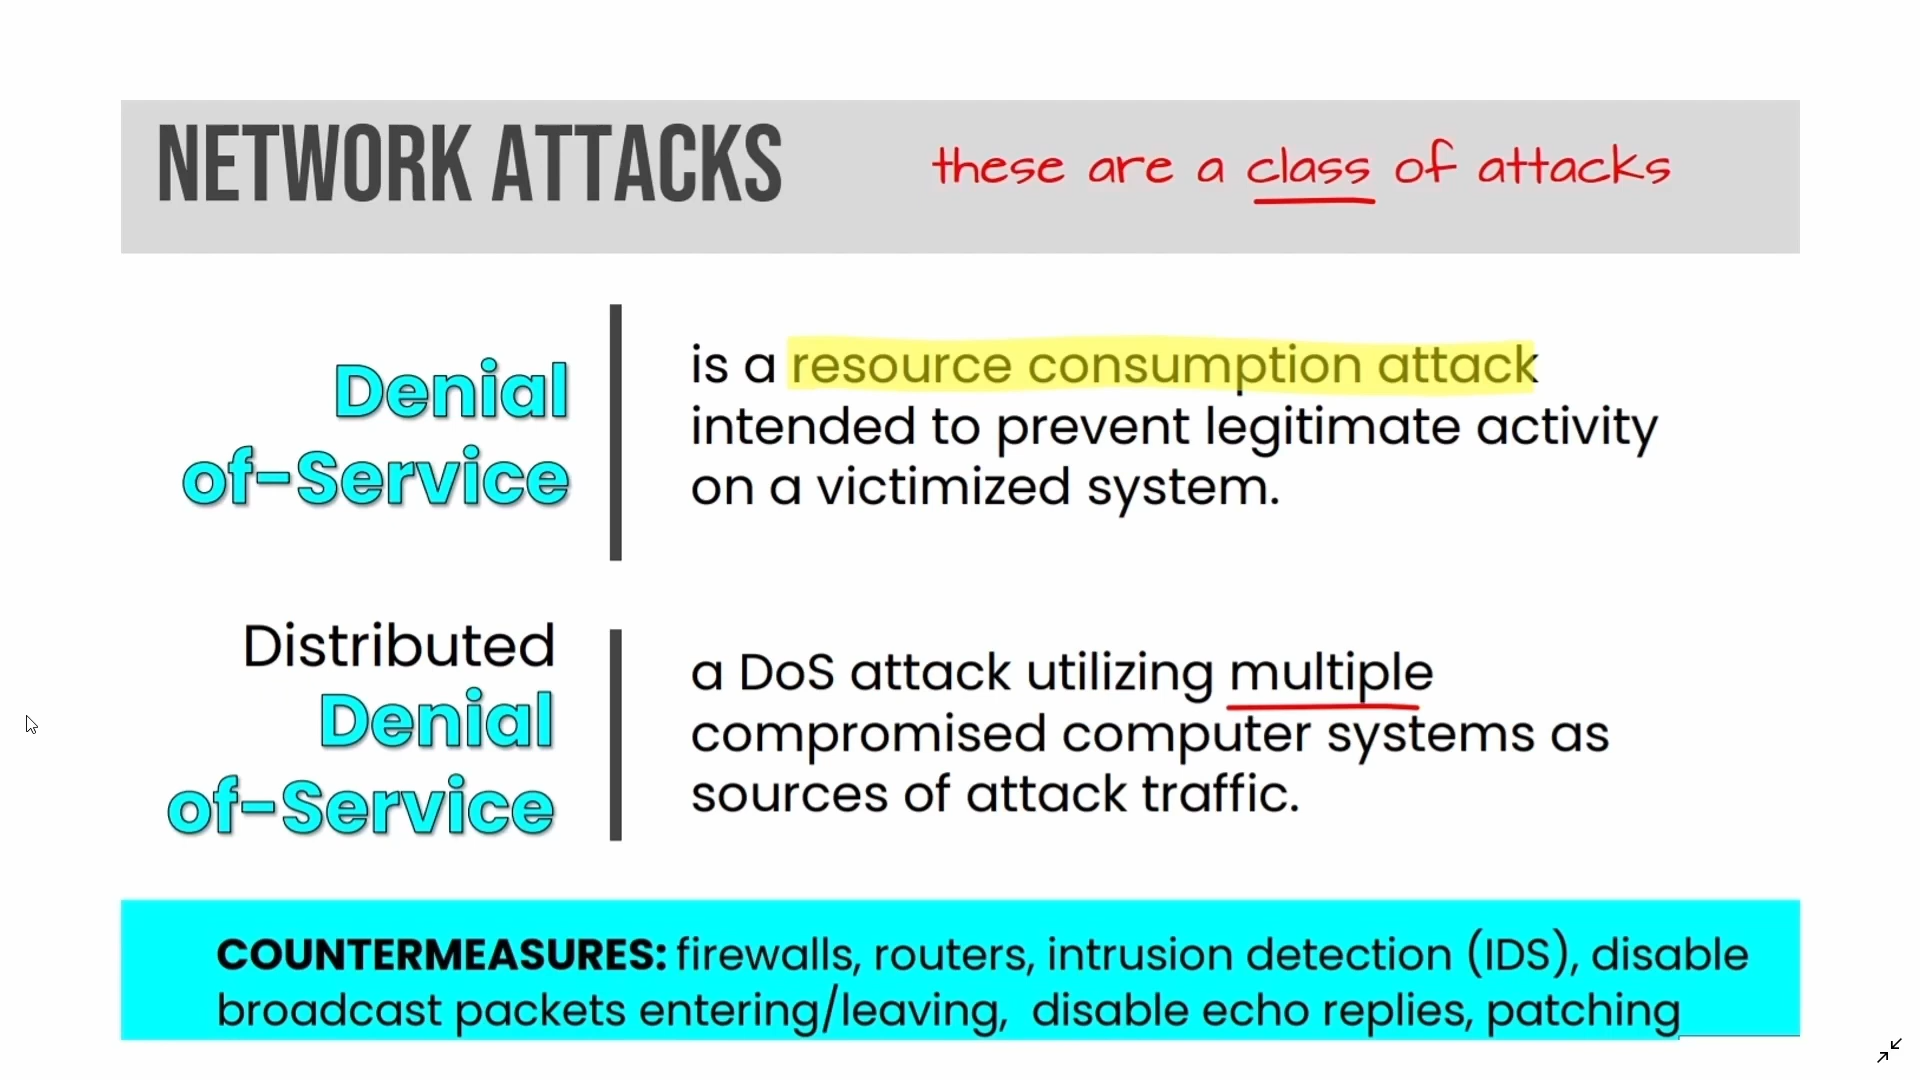 NETWORK ATTACKS
these are a class of attacks
Denial
of-Service
is a resource consumption attack
intended to prevent legitimate activity
on a victimized system.
Distributed
Denial
of-Service
a DoS attack utilizing multiple
compromised computer systems as
sources of attack traffic.
COUNTERMEASURES: firewalls, routers, intrusion detection (IDS), disable
broadcast packets entering/leaving, disable echo replies, patching